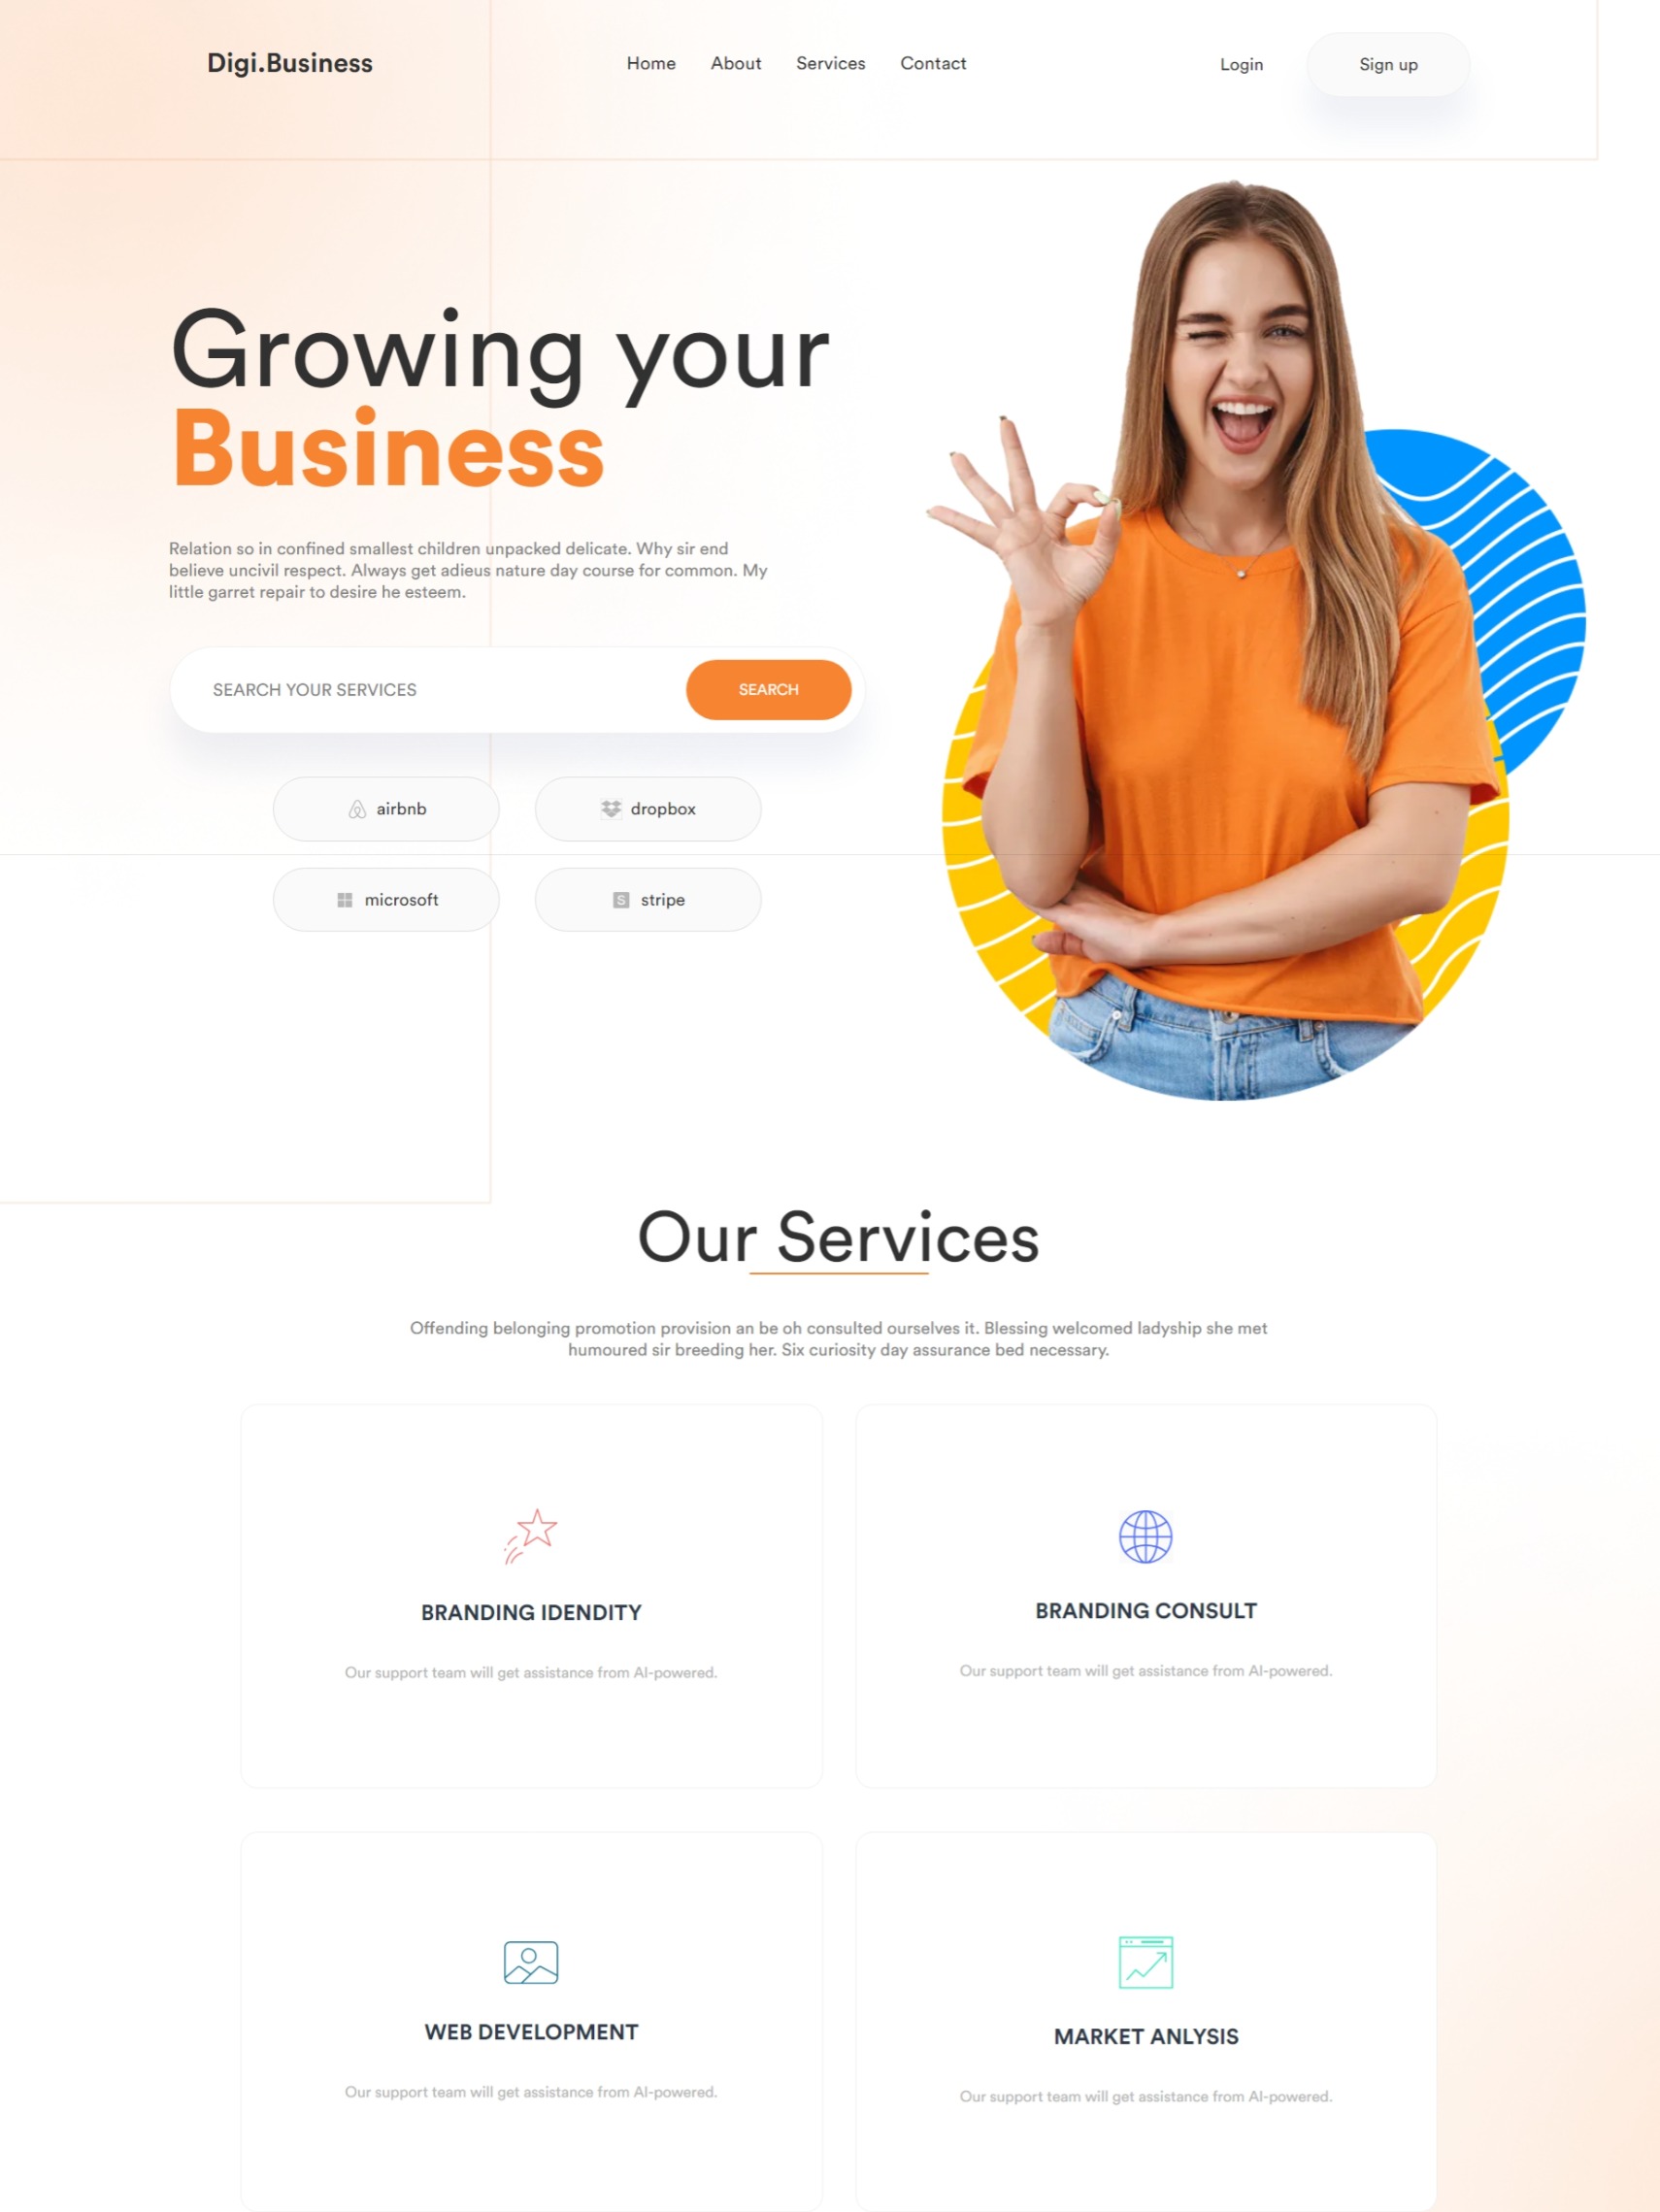 Digi.Business
Home About Services Contact
Login
Sign up
Growing your
Business
Relation so in confined smallest children unpacked delicate. Why sir end
believe uncivil respect. Always get adieus nature day course for common. My
little garret repair to desire he esteem.
SEARCH YOUR SERVICES
SEARCH
airbnb
dropbox
microsoft
S stripe
Our Services
Offending belonging promotion provision an be oh consulted ourselves it. Blessing welcomed ladyship she met
humoured sir breeding her. Six curiosity day assurance bed necessary.
BRANDING IDENDITY
Our support team will get assistance from AI-powered.
BRANDING CONSULT
Our support team will get assistance from AI-powered.
WEB DEVELOPMENT
Our support team will get assistance from AI-powered.
MARKET ANLYSIS
Our support team will get assistance from AI-powered.